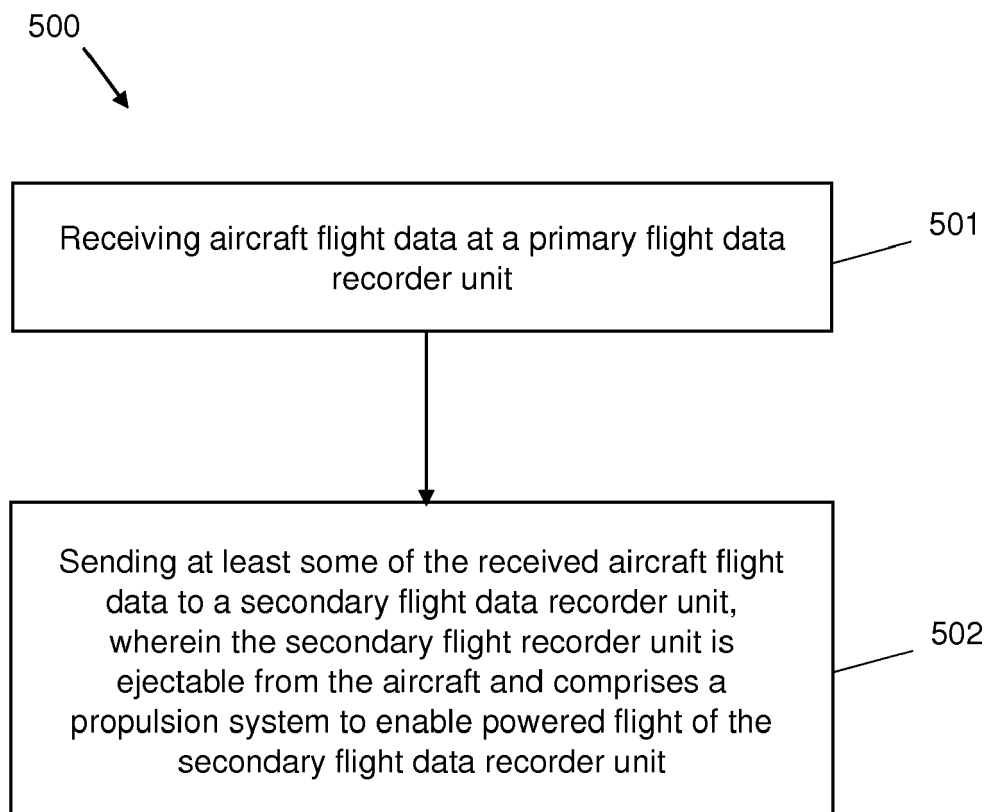 500
Receiving aircraft flight data at a primary flight data
recorder unit
501
Sending at least some of the received aircraft flight
data to a secondary flight data recorder unit,
wherein the secondary flight recorder unit is
ejectable from the aircraft and comprises a
propulsion system to enable powered flight of the
secondary flight data recorder unit
502